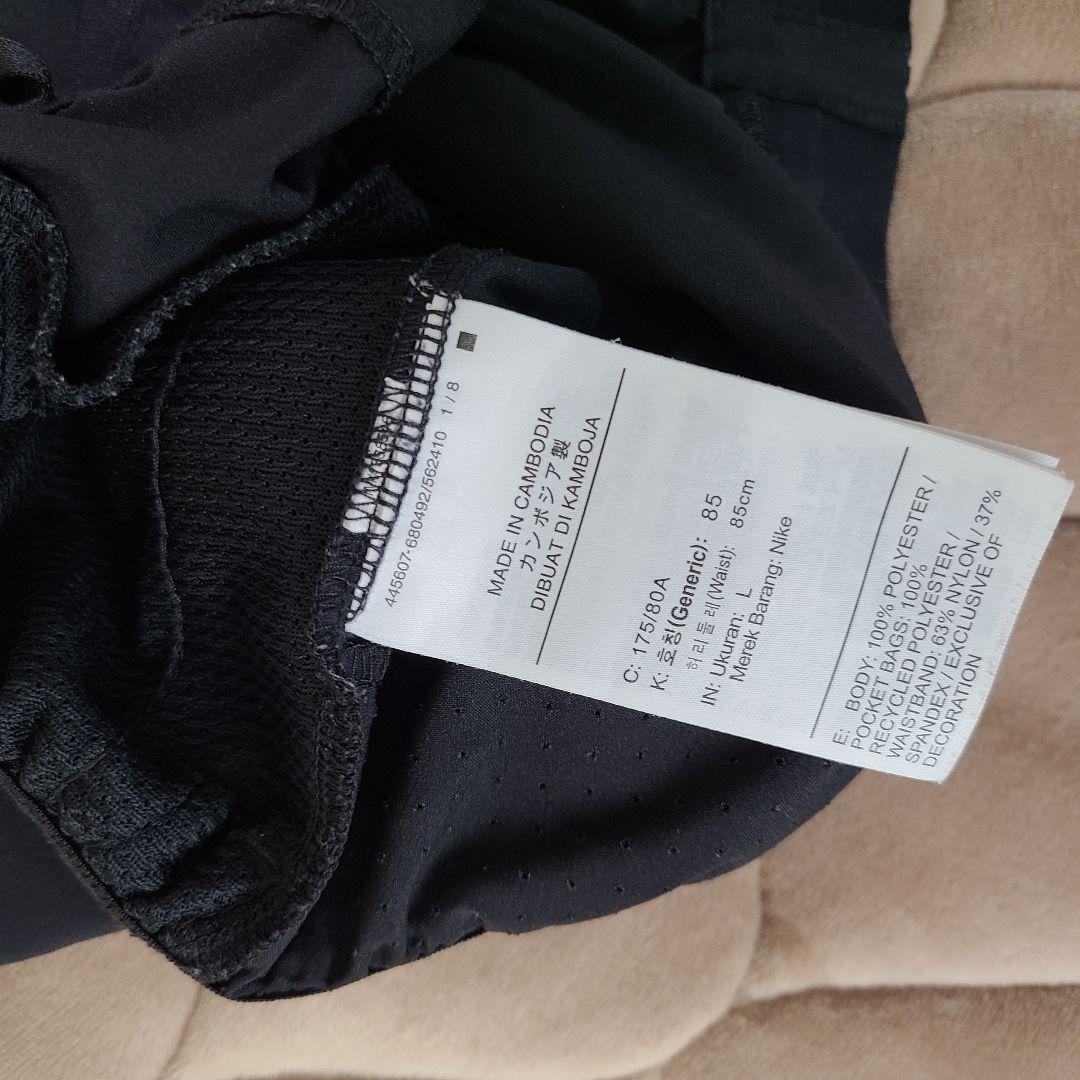 445607-680492/562410 1 / 8
MADE IN CAMBODIA
カンボジア製
DIBUAT DI KAMBOJA
C: 175/80A
K: 호칭(Generic): 85
허리둘레(Waist): 85cm
IN: Ukuran: L
Merek Barang: Nike
E: BODY: 100% POLYESTER /
POCKET BAGS: 100%
RECYCLED POLYESTER /
WAISTBAND: 63% NYLON / 37%
SPANDEX / EXCLUSIVE OF
DECORATION